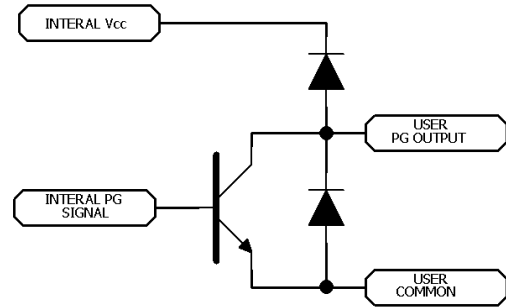 INTERAL Vcc
USER
PG OUTPUT
INTERAL PG
SIGNAL
USER
COMMON